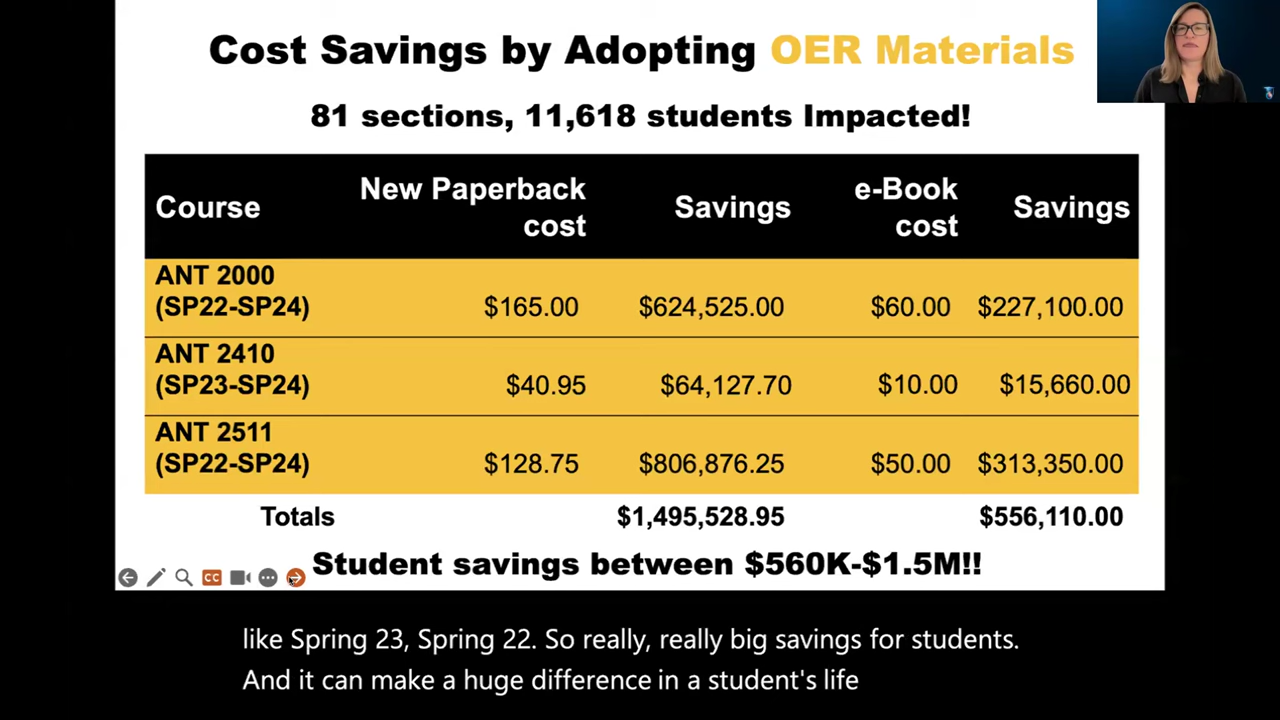 Cost Savings by Adopting OER Materials
81 sections, 11,618 students Impacted!
Course New Paperback cost Savings e-Book cost Savings
ANT 2000
(SP22-SP24) $165.00 $624,525.00 $60.00 $227,100.00
ANT 2410
(SP23-SP24) $40.95 $64,127.70 $10.00 $15,660.00
ANT 2511
(SP22-SP24) $128.75 $806,876.25 $50.00 $313,350.00
Totals $1,495,528.95 $556,110.00
Student savings between $560K-$1.5M!!
CC
like Spring 23, Spring 22. So really, really big savings for students.
And it can make a huge difference in a student's life